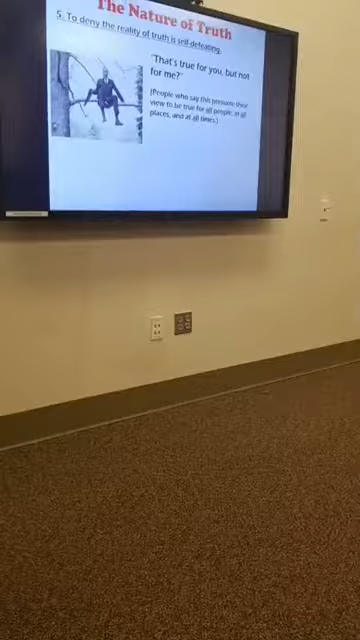 The Nature of Truth
5. To deny the reality of truth is self-defeating.
"That's true for you, but not
for me?"
(People who say this presume their
view to be true for all people, at all
places, and at all times.)